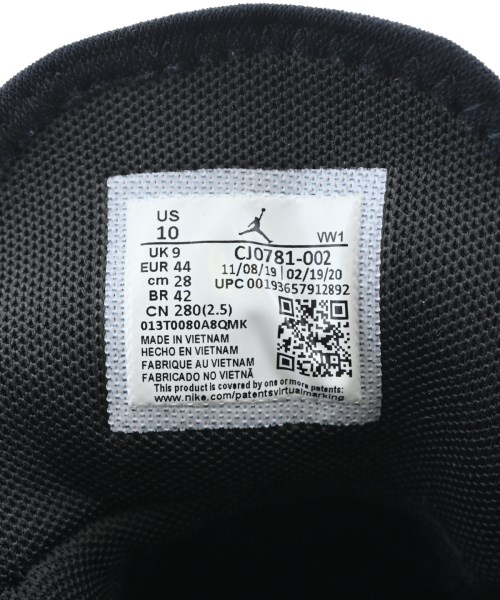 US
10
VW1
UK 9
EUR 44
cm 28
BR 42
CN 280(2.5)
CJ0781-002
11/08/19 | 02/19/20
UPC 00193657912892
013T0080A8QMK
MADE IN VIETNAM
HECHO EN VIETNAM
FABRIQUE AU VIETNAM
FABRICADO NO VIETNÃ
This product is covered by one or more patents:
www.nike.com/patentsvirtualmarking